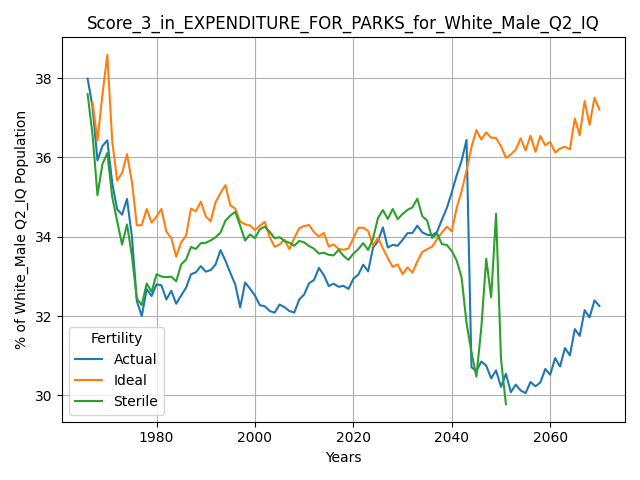 Score_3_in_EXPENDITURE_FOR_PARKS_for_White_Male_Q2_IQ
% of White_Male Q2_IQ Population
38
36
34
32
30
Fertility
Actual
Ideal
Sterile
1980
2000
2020
2040
2060
Years